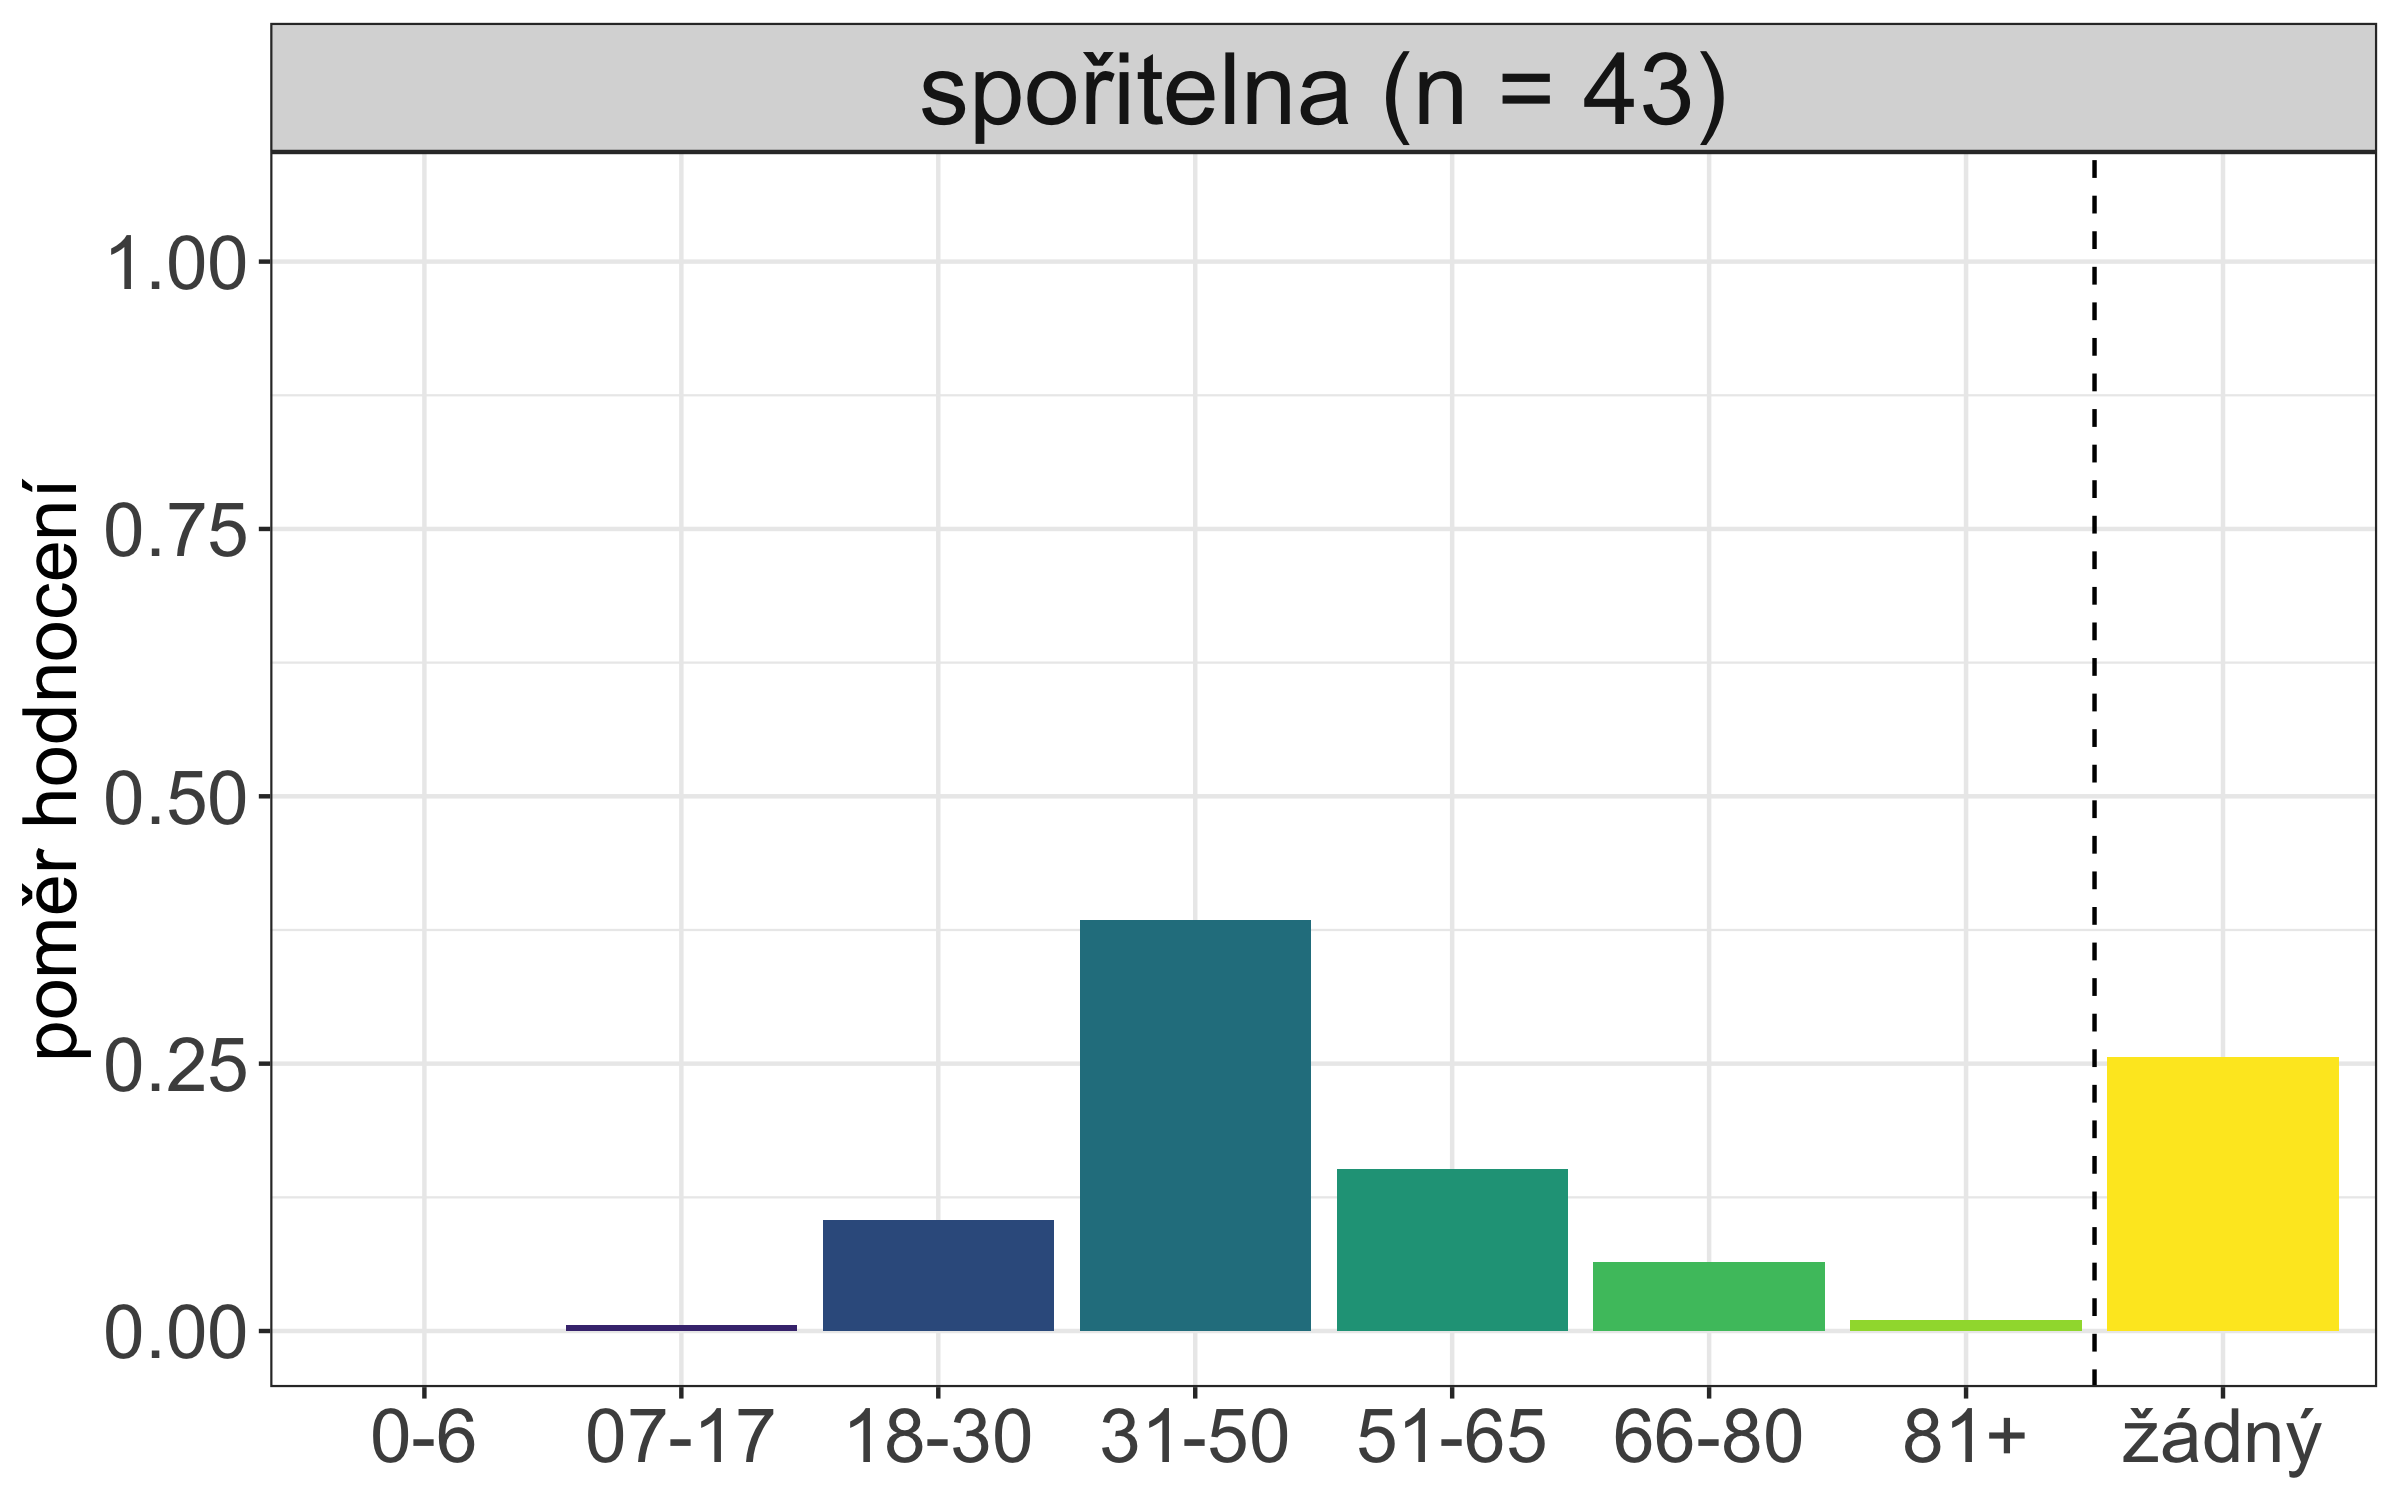 spořitelna (n = 43)
poměr hodnocení
1.00
0.75
0.50
0.25
0.00
0-6 07-17 18-30 31-50 51-65 66-80 81+ žádný